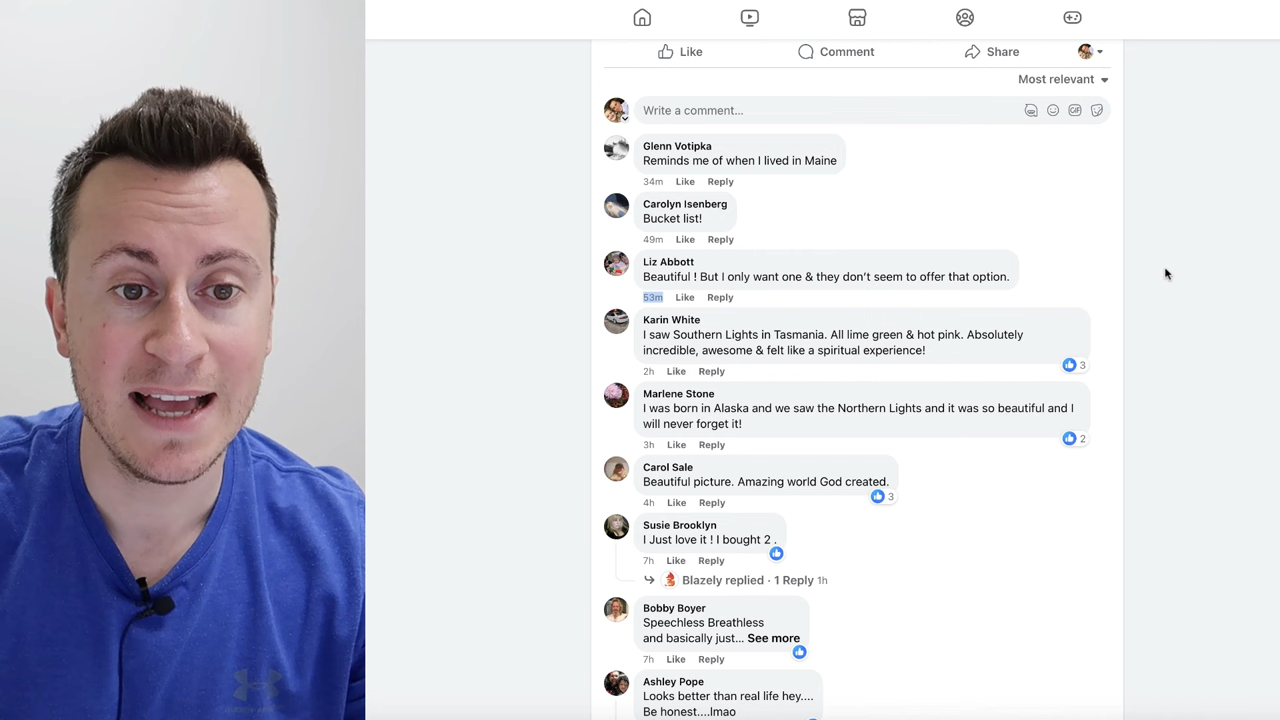 Like
Comment
Share
Most relevant
Write a comment...
GIF
Glenn Votipka
Reminds me of when I lived in Maine
34m Like Reply
Carolyn Isenberg
Bucket list!
49m Like Reply
Liz Abbott
Beautiful ! But I only want one & they don't seem to offer that option.
53m Like Reply
Karin White
I saw Southern Lights in Tasmania. All lime green & hot pink. Absolutely
incredible, awesome & felt like a spiritual experience!
3
2h Like Reply
Marlene Stone
I was born in Alaska and we saw the Northern Lights and it was so beautiful and I
will never forget it!
2
3h Like Reply
Carol Sale
Beautiful picture. Amazing world God created.
3
4h Like Reply
Susie Brooklyn
I Just love it ! I bought 2 .
7h Like Reply
Blazely replied · 1 Reply 1h
Bobby Boyer
Speechless Breathless
and basically just... See more
7h Like Reply
Ashley Pope
Looks better than real life hey....
Be honest....lmao